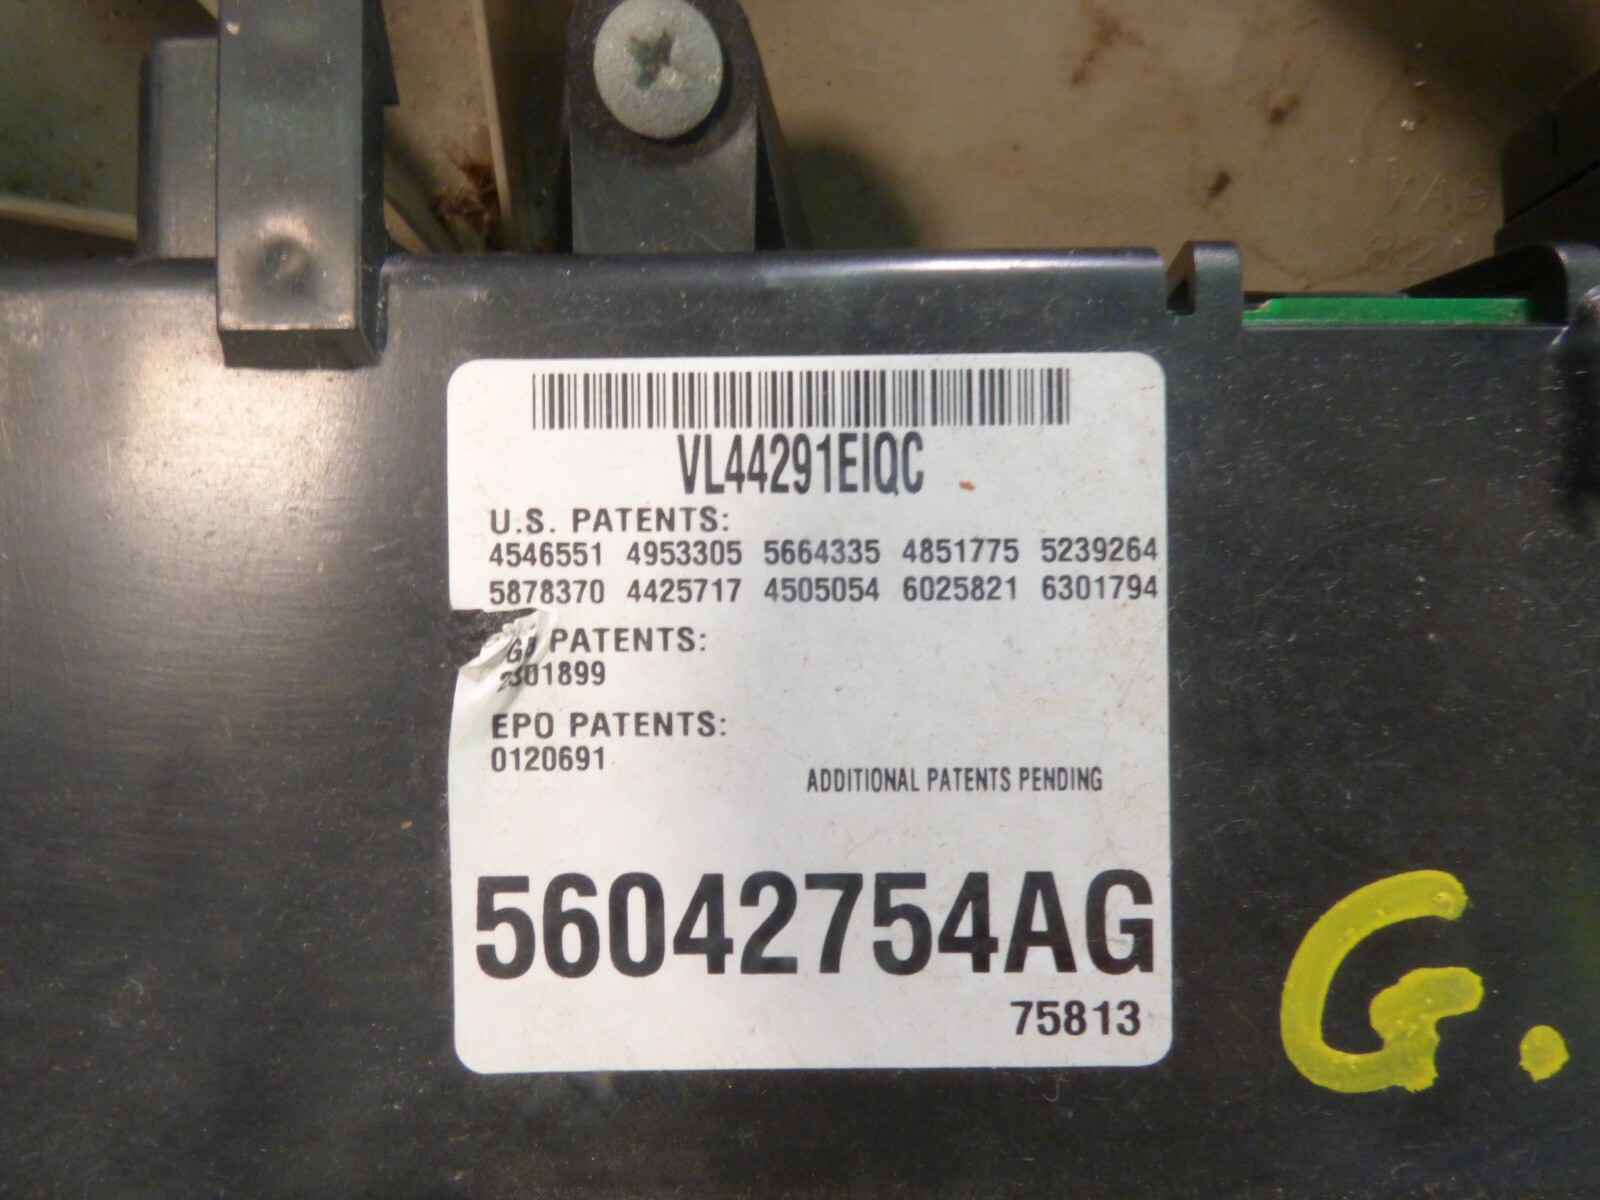 VL44291EIQC
U.S. PATENTS:
4546551 4953305 5664335 4851775 5239264
5878370 4425717 4505054 6025821 6301794
PATENTS:
2301899
EPO PATENTS:
0120691
ADDITIONAL PATENTS PENDING
56042754AG
75813
G.